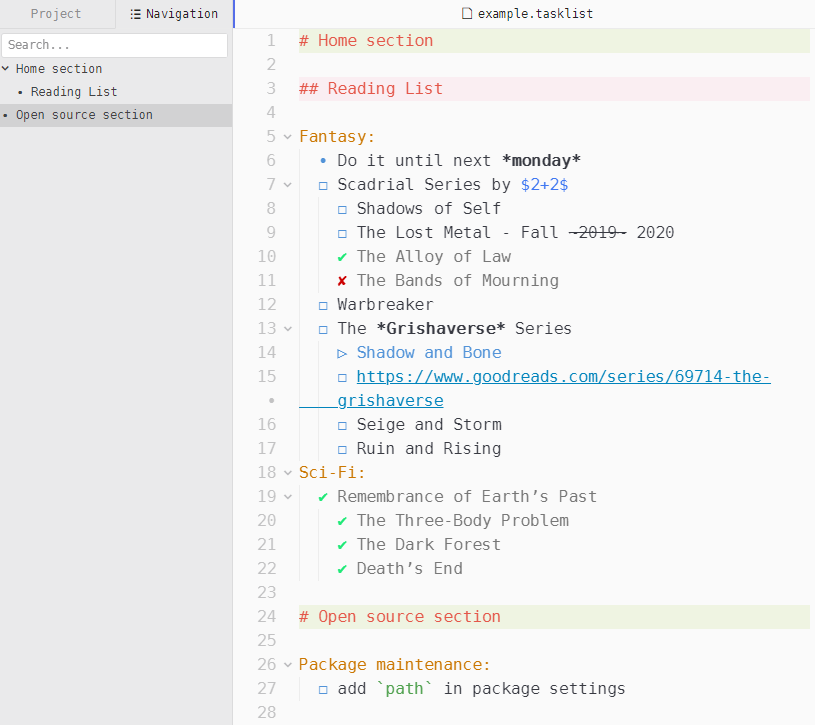 Project
Navigation
example.tasklist
Search...
Home section
• Reading List
• Open source section
1 # Home section
2
3 ## Reading List
4
5 Fantasy:
6 • Do it until next *monday*
7 ☐ Scadrial Series by $2+2$
8 ☐ Shadows of Self
9 ☐ The Lost Metal - Fall ~2019~ 2020
10 ✔ The Alloy of Law
11 ✘ The Bands of Mourning
12 ☐ Warbreaker
13 ☐ The *Grishaverse* Series
14 ▷ Shadow and Bone
15 ☐ https://www.goodreads.com/series/69714-the-
• grishaverse
16 ☐ Seige and Storm
17 ☐ Ruin and Rising
18 Sci-Fi:
19 ✔ Remembrance of Earth’s Past
20 ✔ The Three-Body Problem
21 ✔ The Dark Forest
22 ✔ Death’s End
23
24 # Open source section
25
26 Package maintenance:
27 ☐ add `path` in package settings
28